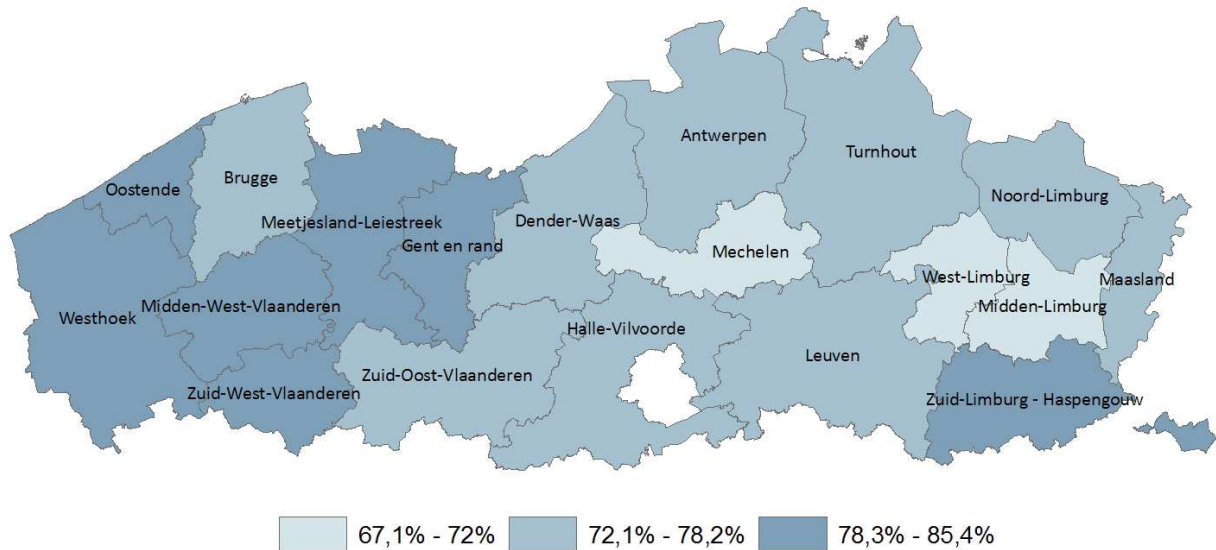 Antwerpen
Turnhout
Oostende
Brugge
Noord-Limburg
Meetjesland-Leiestreek
Dender-Waas
Gent en rand
Mechelen
West-Limburg
Maasland
Midden-West-Vlaanderen
Midden-Limburg
Westhoek
Halle-Vilvoorde
Leuven
Zuid-Oost-Vlaanderen
Zuid-West-Vlaanderen
Zuid-Limburg - Haspengouw
67,1% - 72% 72,1% - 78,2% 78,3% - 85,4%